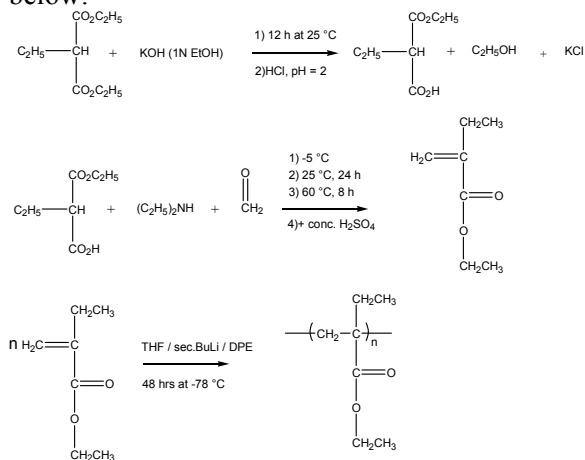 below:
CO2C2H5 CO2C2H5
C2H5 CH + KOH (1N EtOH) 1) 12 h at 25 °C C2H5 CH + C2H5OH + KCl
2)HCl, pH = 2
CO2C2H5 CO2H
CH2CH3
CO2C2H5 O 1) -5 °C H2C C
C2H5 CH + (C2H5)2NH + CH2 2) 25 °C, 24 h
3) 60 °C, 8 h C O
CO2H 4)+ conc. H2SO4
O
CH2CH3
CH2CH3 CH2CH3
n H2C C THF / sec.BuLi / DPE (CH2 C )n
48 hrs at -78 °C
C O C O
O O
CH2CH3 CH2CH3